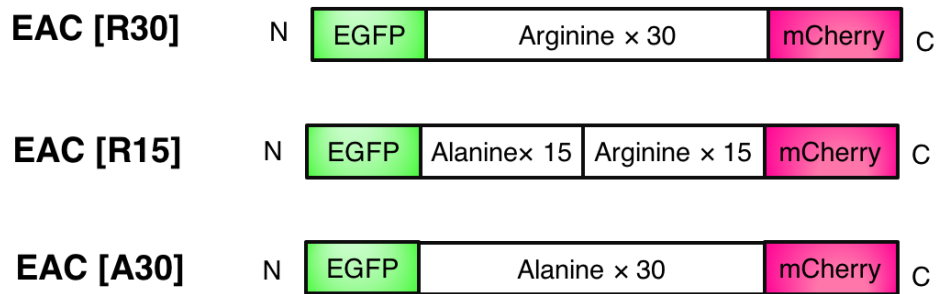 EAC [R30] N EGFP Arginine × 30 mCherry C
EAC [R15] N EGFP Alanine× 15 Arginine × 15 mCherry C
EAC [A30] N EGFP Alanine × 30 mCherry C